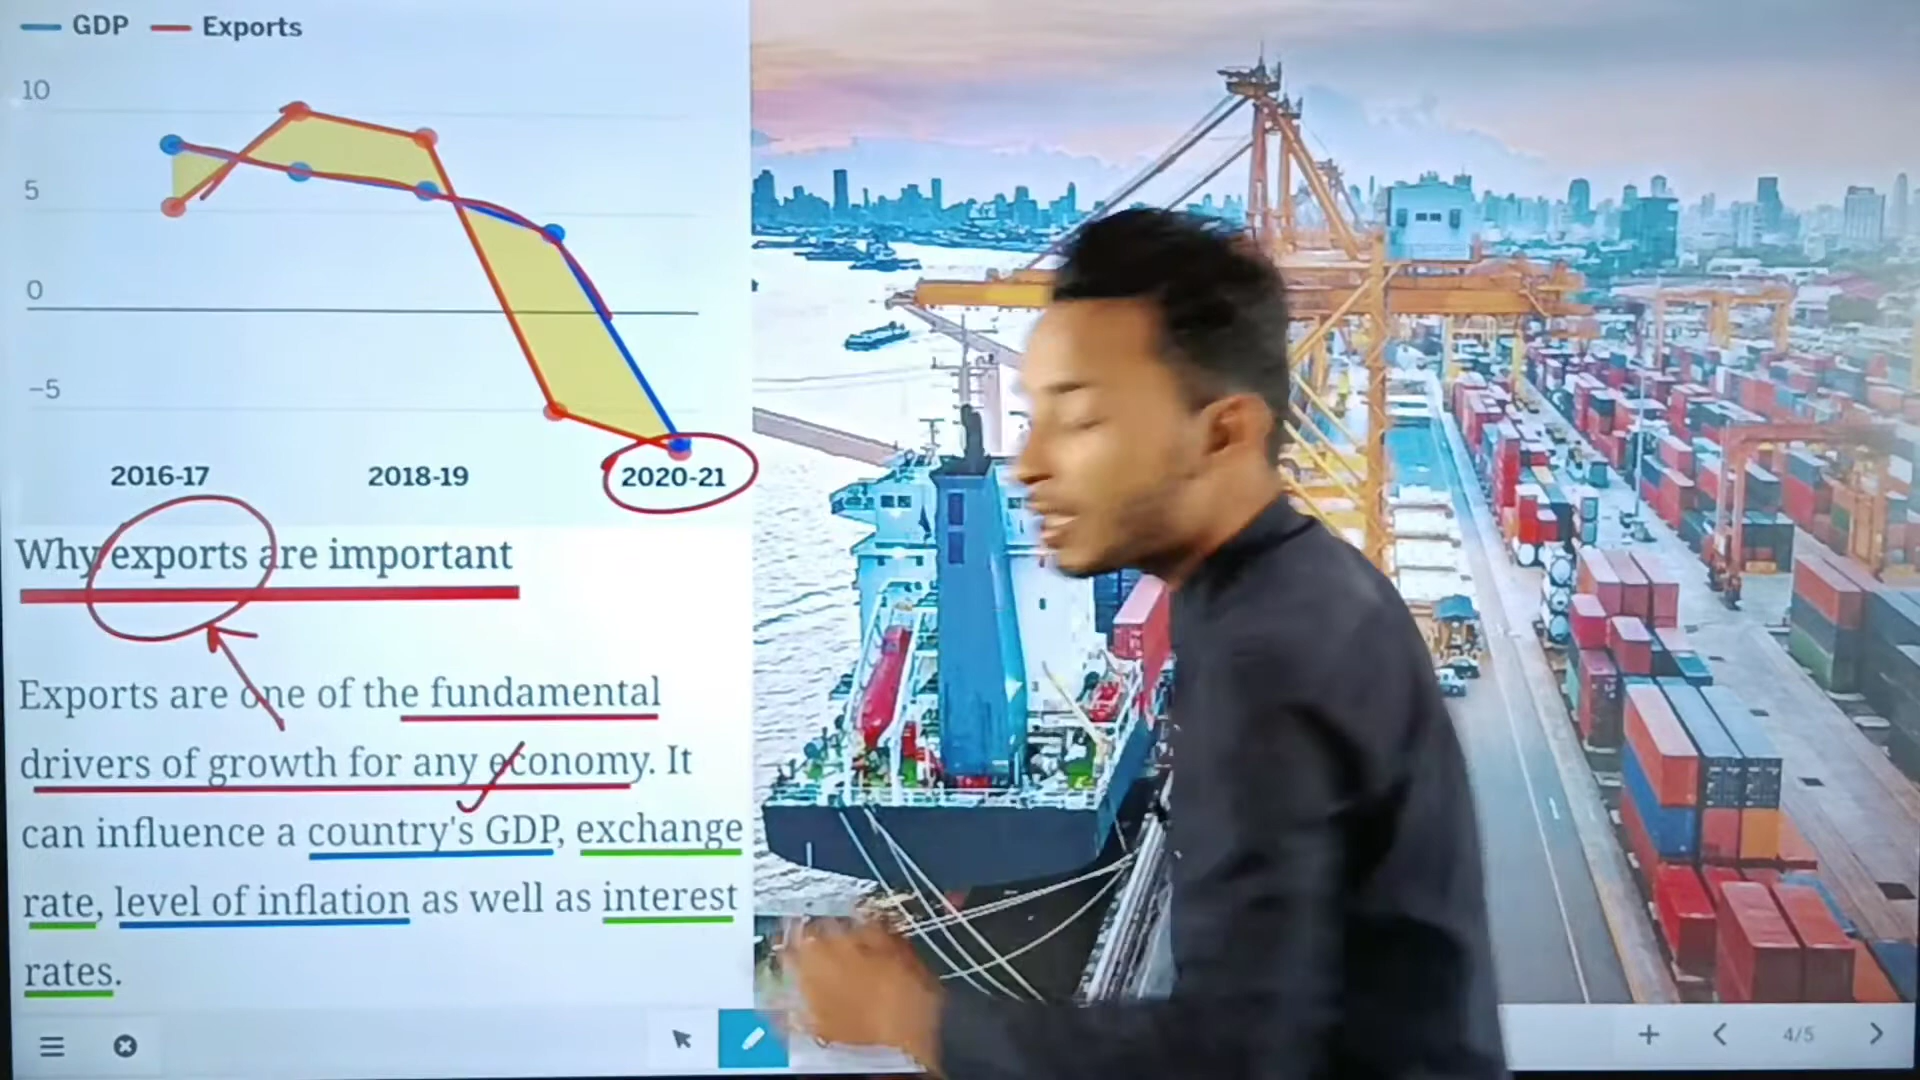 GDP Exports
10
5
0
−5
2016-17 2018-19 2020-21
Why exports are important
Exports are one of the fundamental
drivers of growth for any economy. It
can influence a country's GDP, exchange
rate, level of inflation as well as interest
rates.
4/5